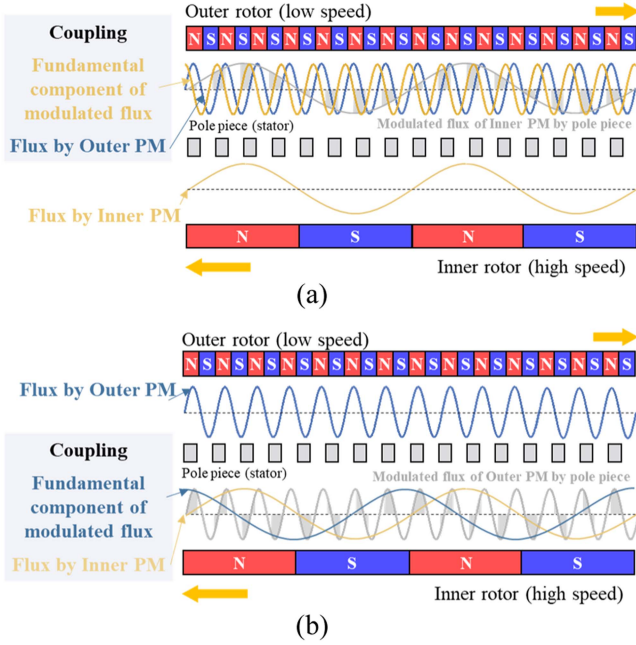 Outer rotor (low speed)
N S N S N S N S N S N S N S N S N S N S N S N S N S N S
Coupling
Fundamental
component of
modulated flux
Flux by Outer PM
Pole piece (stator)
Modulated flux of Inner PM by pole piece
Flux by Inner PM
N S N S
Inner rotor (high speed)
(a)
Outer rotor (low speed)
N S N S N S N S N S N S N S N S N S N S N S N S N S N S
Flux by Outer PM
Coupling
Pole piece (stator)
Modulated flux of Outer PM by pole piece
Fundamental
component of
modulated flux
Flux by Inner PM
N S N S
Inner rotor (high speed)
(b)